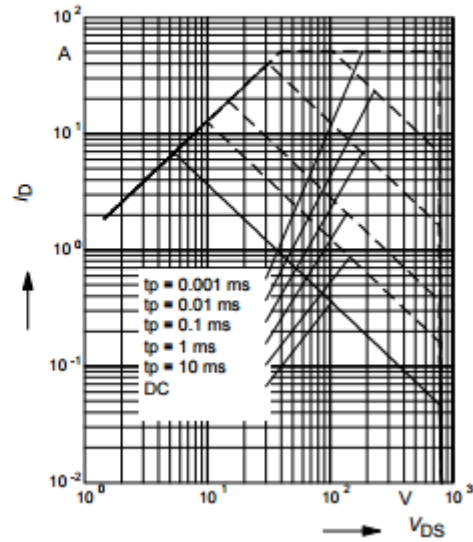 10²
A
10¹
I_D
10⁰
tp = 0.001 ms
tp = 0.01 ms
tp = 0.1 ms
tp = 1 ms
tp = 10 ms
DC
10⁻¹
10⁻²
10⁰ 10¹ 10² V 10³
V_DS